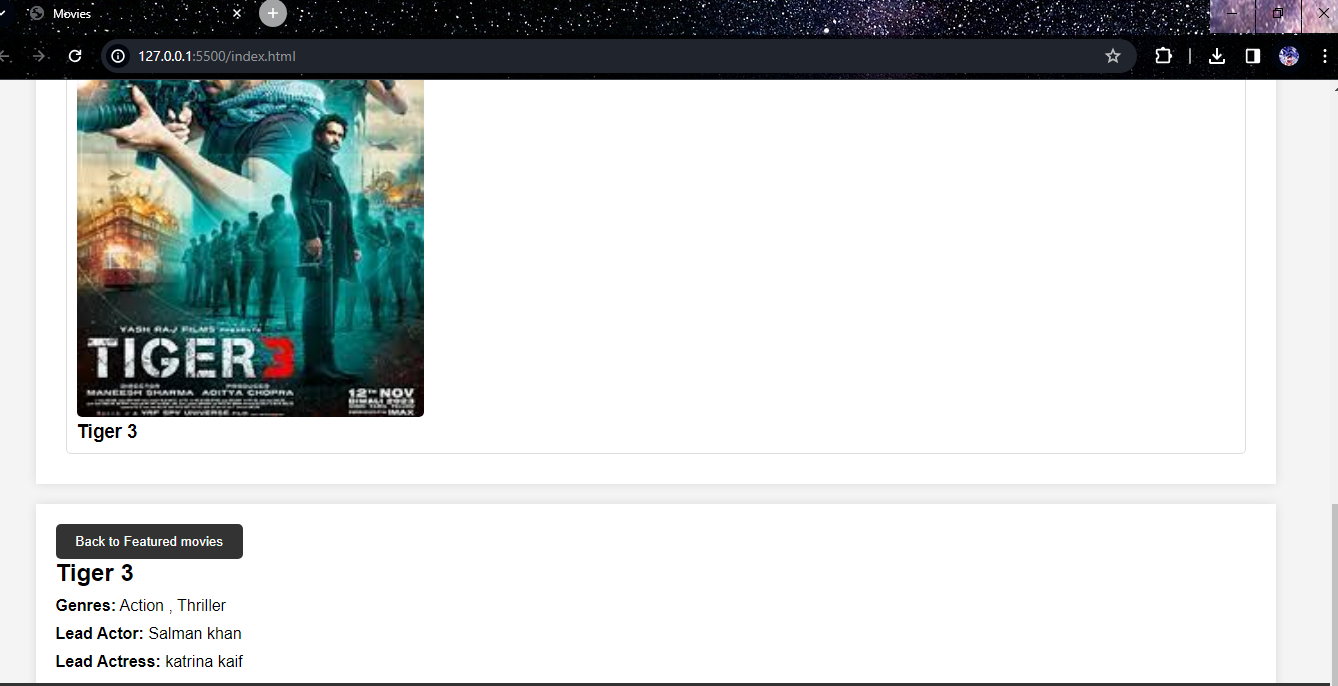 Movies
127.0.0.1:5500/index.html
YASH RAJ FILMS PRESENTS
TIGER 3
DIRECTOR PRODUCER
MANEESH SHARMA ADITYA CHOPRA
12TH NOV
DIWALI 2023
IMAX
Tiger 3
Back to Featured movies
Tiger 3
Genres: Action , Thriller
Lead Actor: Salman khan
Lead Actress: katrina kaif